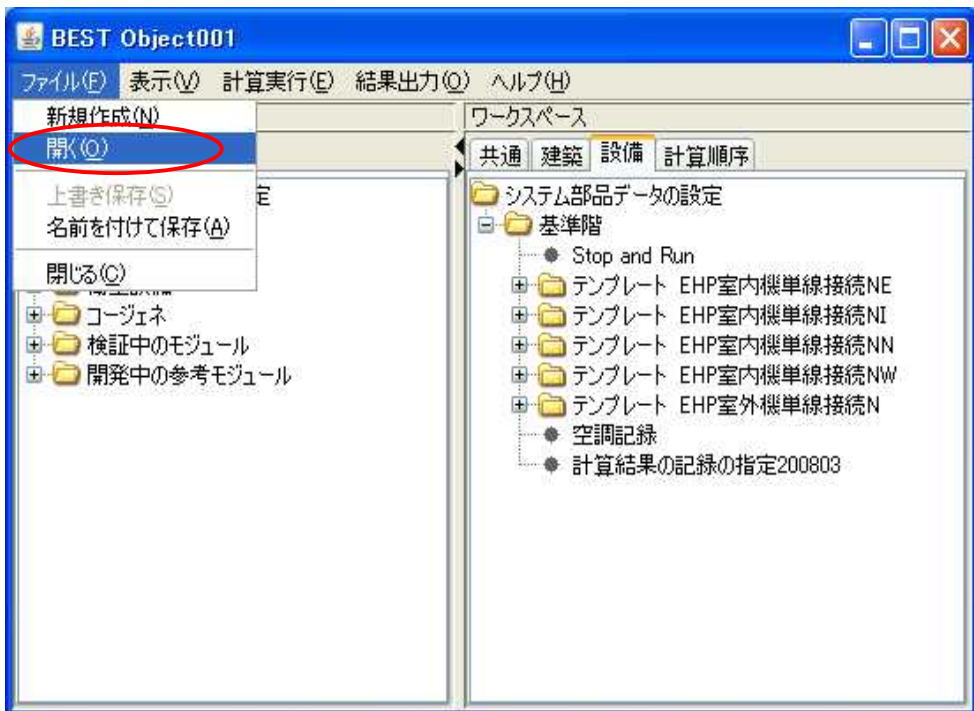 BEST Object001
ファイル(F) 表示(V) 計算実行(E) 結果出力(O) ヘルプ(H)
新規作成(N)
開く(O)
上書き保存(S)
名前を付けて保存(A)
閉じる(C)
定
コージェネ
検証中のモジュール
開発中の参考モジュール
ワークスペース
共通 建築 設備 計算順序
システム部品データの設定
基準階
Stop and Run
テンプレート EHP室内機単線接続NE
テンプレート EHP室内機単線接続NI
テンプレート EHP室内機単線接続NN
テンプレート EHP室内機単線接続NW
テンプレート EHP室外機単線接続N
空調記録
計算結果の記録の指定200803